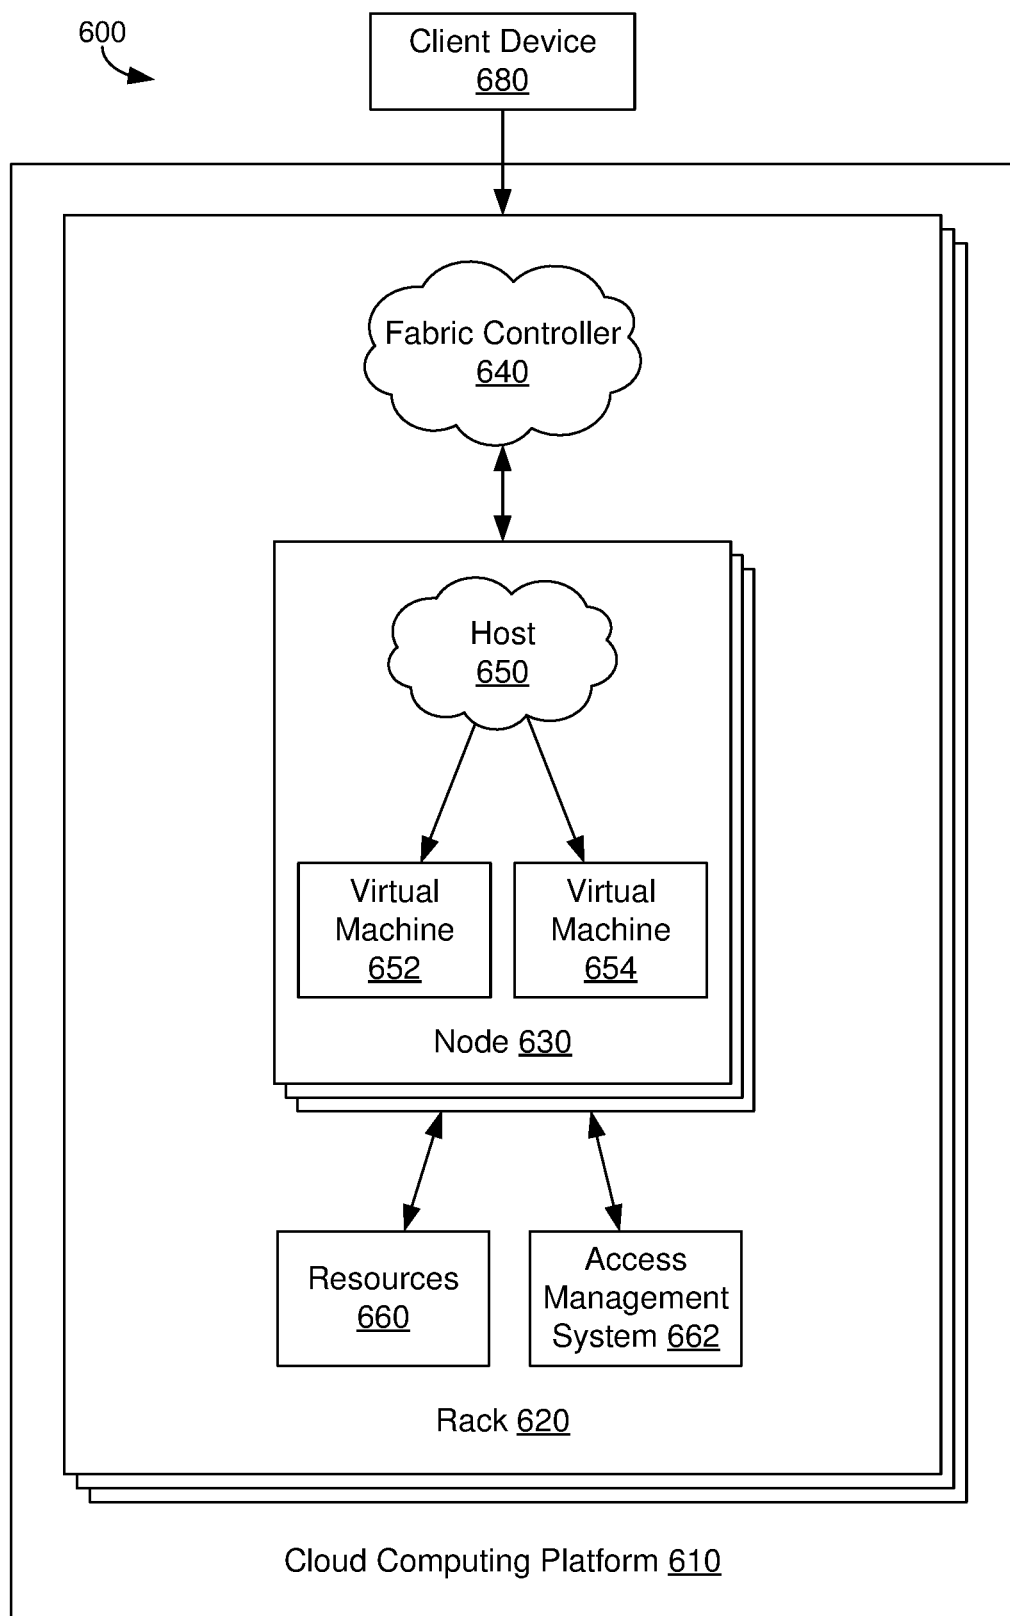 600
Client Device
680
Fabric Controller
640
Host
650
Virtual
Machine
652
Virtual
Machine
654
Node 630
Resources
660
Access
Management
System 662
Rack 620
Cloud Computing Platform 610